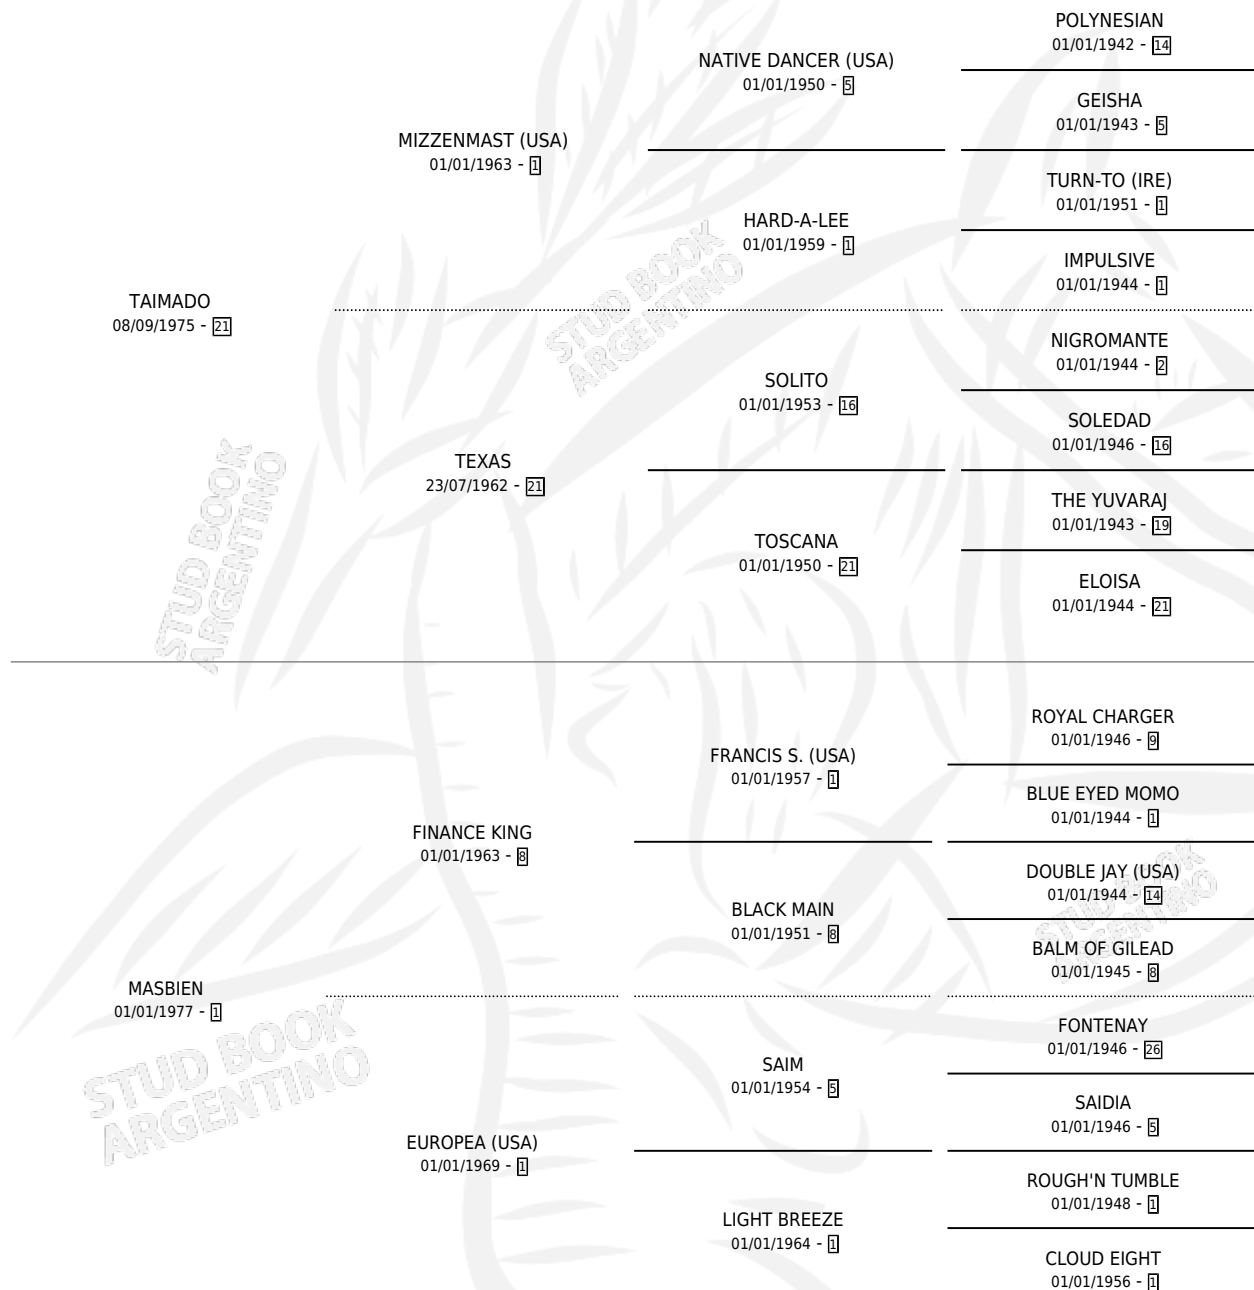 POLYNESIAN
01/01/1942 - 14
NATIVE DANCER (USA)
01/01/1950 - 5
GEISHA
01/01/1943 - 5
MIZZENMAST (USA)
01/01/1963 - 1
TURN-TO (IRE)
01/01/1951 - 1
HARD-A-LEE
01/01/1959 - 1
IMPULSIVE
01/01/1944 - 1
TAIMADO
08/09/1975 - 21
NIGROMANTE
01/01/1944 - 2
SOLITO
01/01/1953 - 16
SOLEDAD
01/01/1946 - 16
TEXAS
23/07/1962 - 21
THE YUVARAJ
01/01/1943 - 19
TOSCANA
01/01/1950 - 21
ELOISA
01/01/1944 - 21
ROYAL CHARGER
01/01/1946 - 9
FRANCIS S. (USA)
01/01/1957 - 1
BLUE EYED MOMO
01/01/1944 - 1
FINANCE KING
01/01/1963 - 8
DOUBLE JAY (USA)
01/01/1944 - 14
BLACK MAIN
01/01/1951 - 8
BALM OF GILEAD
01/01/1945 - 8
MASBIEN
01/01/1977 - 1
FONTENAY
01/01/1946 - 26
SAIM
01/01/1954 - 5
SAIDIA
01/01/1946 - 5
EUROPEA (USA)
01/01/1969 - 1
ROUGH'N TUMBLE
01/01/1948 - 1
LIGHT BREEZE
01/01/1964 - 1
CLOUD EIGHT
01/01/1956 - 1
STUD BOOK
ARGENTINO
STUD BOOK
ARGENTINO
STUD BOOK
ARGENTINO
STUD BOOK
ARGENTINO